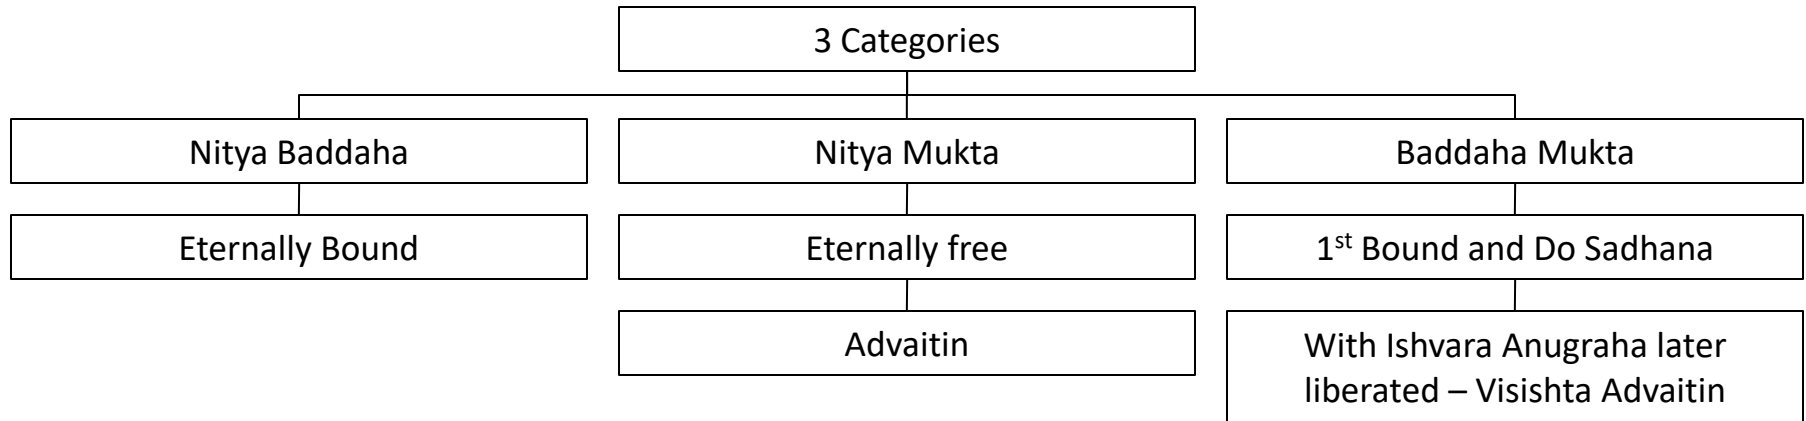 3 Categories
Nitya Baddaha
Nitya Mukta
Baddaha Mukta
Eternally Bound
Eternally free
1st Bound and Do Sadhana
Advaitin
With Ishvara Anugraha later
liberated – Visishta Advaitin